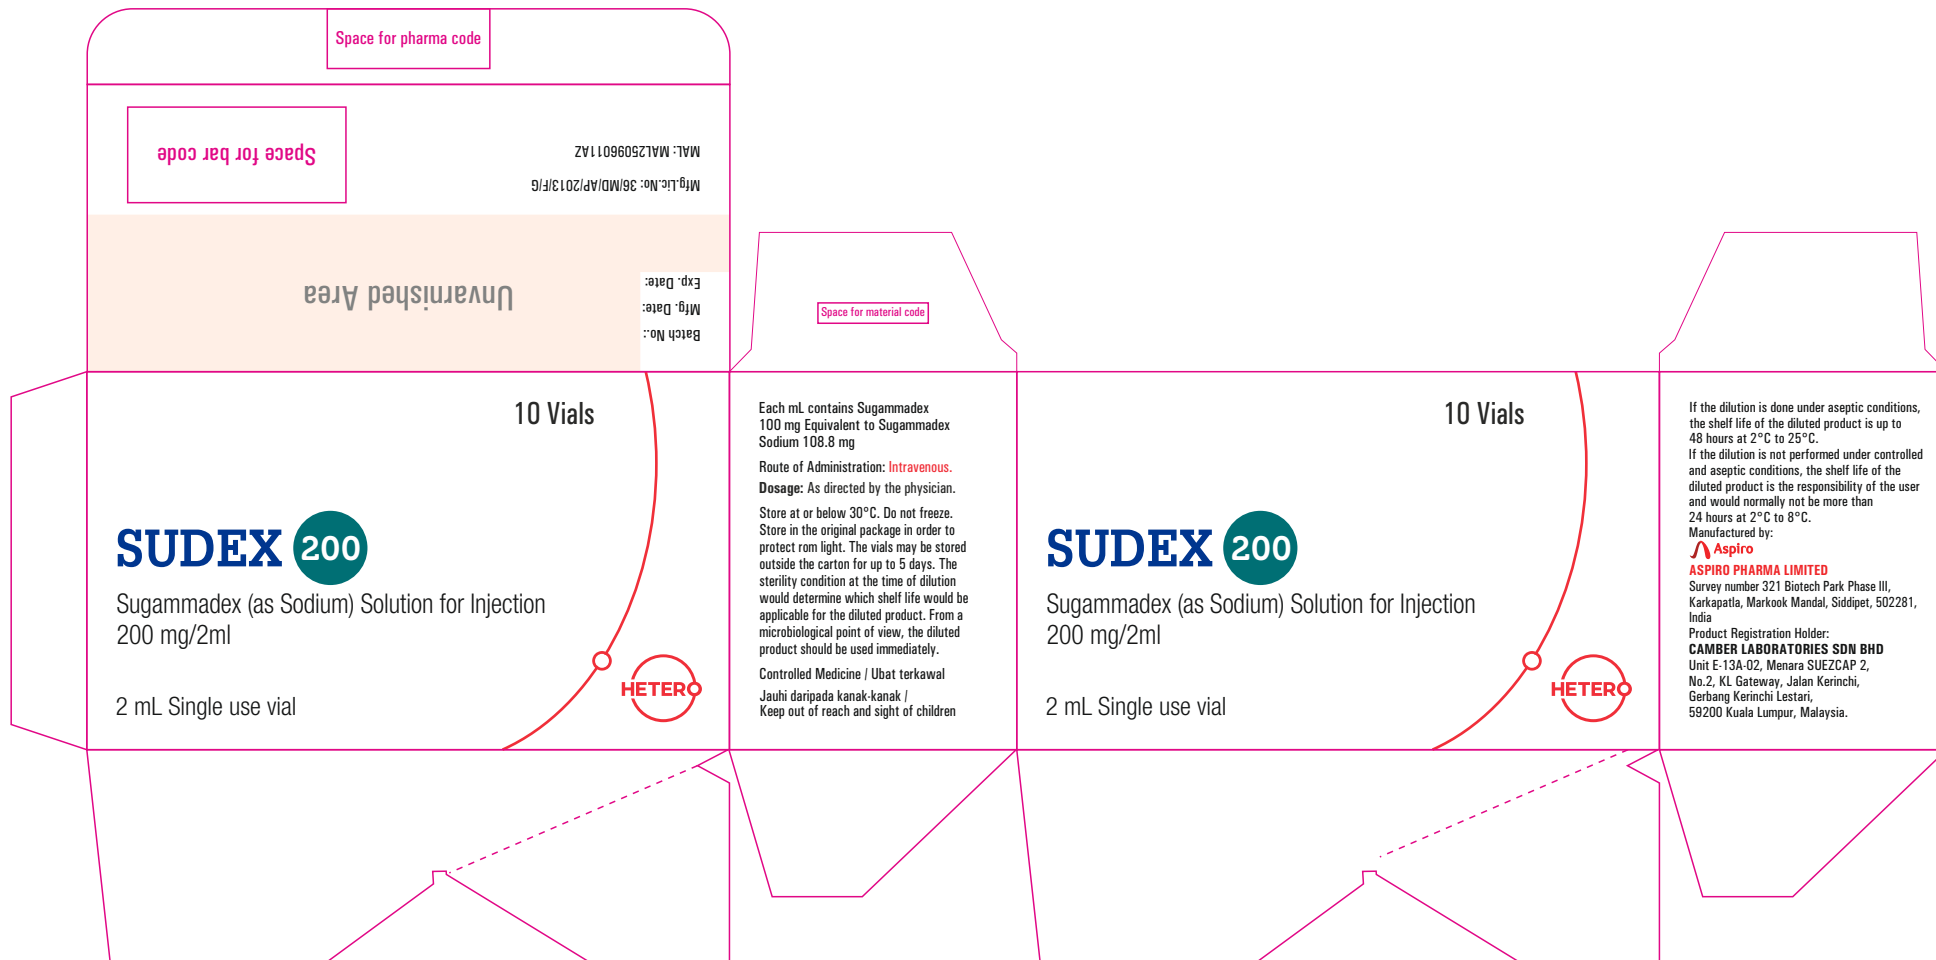 Space for pharma code
Space for bar code
MAL: MAL25096011AZ
Mfg.Lic.No: 36/MD/AP/2013/F/G
Unvarnished Area
Batch No.:
Mfg. Date:
Exp. Date:
Space for material code
10 Vials
SUDEX 200
Sugammadex (as Sodium) Solution for Injection
200 mg/2ml
2 mL Single use vial
HETERO
Each mL contains Sugammadex
100 mg Equivalent to Sugammadex
Sodium 108.8 mg
Route of Administration: Intravenous.
Dosage: As directed by the physician.
Store at or below 30°C. Do not freeze.
Store in the original package in order to
protect rom light. The vials may be stored
outside the carton for up to 5 days. The
sterility condition at the time of dilution
would determine which shelf life would be
applicable for the diluted product. From a
microbiological point of view, the diluted
product should be used immediately.
Controlled Medicine / Ubat terkawal
Jauhi daripada kanak-kanak /
Keep out of reach and sight of children
10 Vials
SUDEX 200
Sugammadex (as Sodium) Solution for Injection
200 mg/2ml
2 mL Single use vial
HETERO
If the dilution is done under aseptic conditions,
the shelf life of the diluted product is up to
48 hours at 2°C to 25°C.
If the dilution is not performed under controlled
and aseptic conditions, the shelf life of the
diluted product is the responsibility of the user
and would normally not be more than
24 hours at 2°C to 8°C.
Manufactured by:
Aspiro
ASPIRO PHARMA LIMITED
Survey number 321 Biotech Park Phase III,
Karkapatla, Markook Mandal, Siddipet, 502281,
India
Product Registration Holder:
CAMBER LABORATORIES SDN BHD
Unit E-13A-02, Menara SUEZCAP 2,
No.2, KL Gateway, Jalan Kerinchi,
Gerbang Kerinchi Lestari,
59200 Kuala Lumpur, Malaysia.